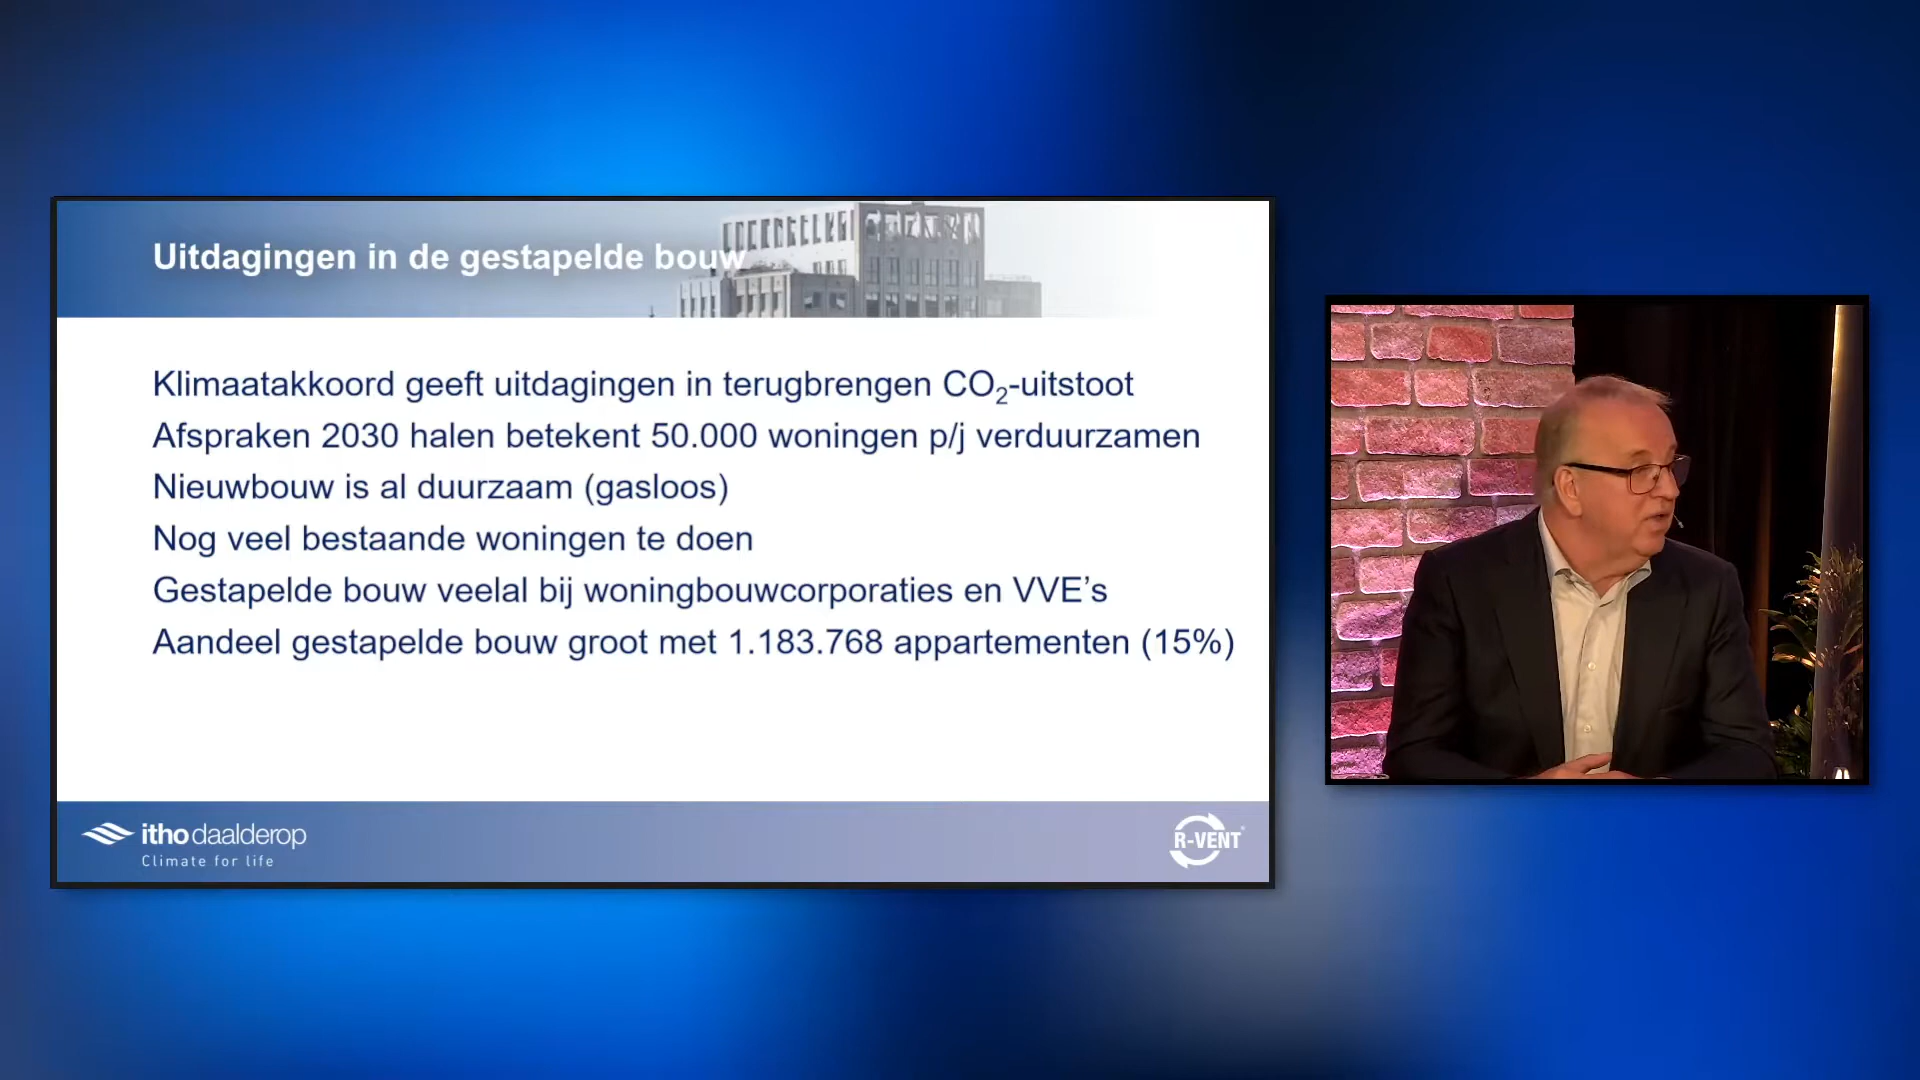 Uitdagingen in de gestapelde bouw
Klimaatakkoord geeft uitdagingen in terugbrengen CO₂-uitstoot
Afspraken 2030 halen betekent 50.000 woningen p/j verduurzamen
Nieuwbouw is al duurzaam (gasloos)
Nog veel bestaande woningen te doen
Gestapelde bouw veelal bij woningbouwcorporaties en VVE’s
Aandeel gestapelde bouw groot met 1.183.768 appartementen (15%)
ithodaalderop
Climate for life
R-VENT